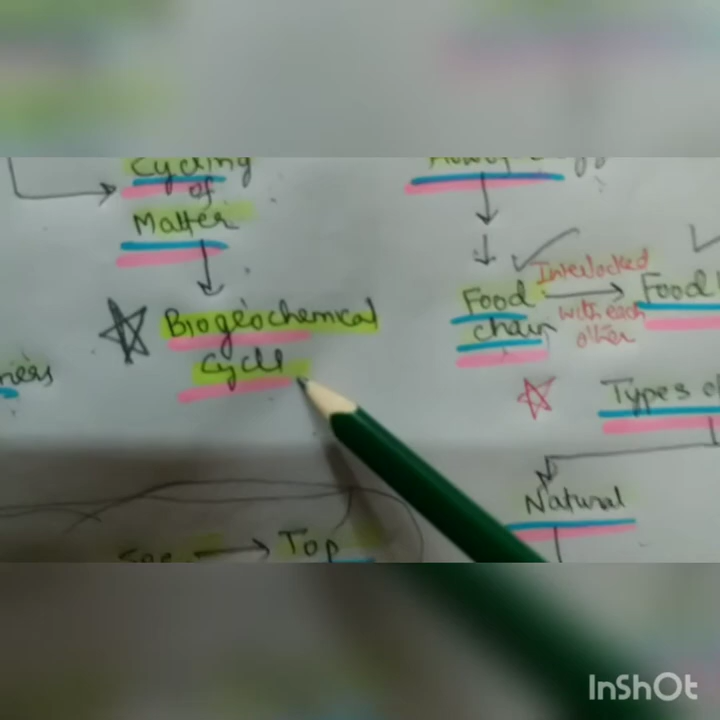 Cycling
of
Matter
Biogeochemical
cycle
Food
chain
Interlocked
with each
other
Food
Types of
Natural
Top
InShOt